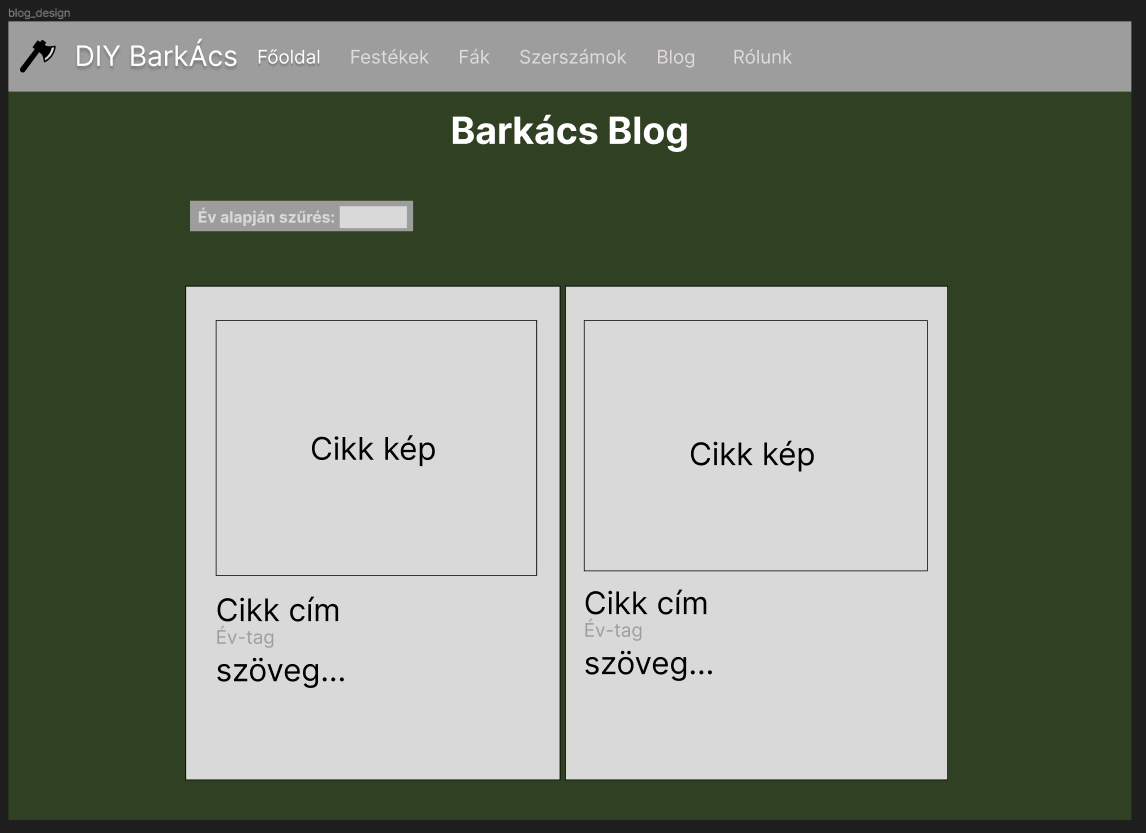 blog_design
DIY BarkÁcs Főoldal Festékek Fák Szerszámok Blog Rólunk
Barkács Blog
Év alapján szűrés:
Cikk kép
Cikk cím
Év-tag
szöveg...
Cikk kép
Cikk cím
Év-tag
szöveg...